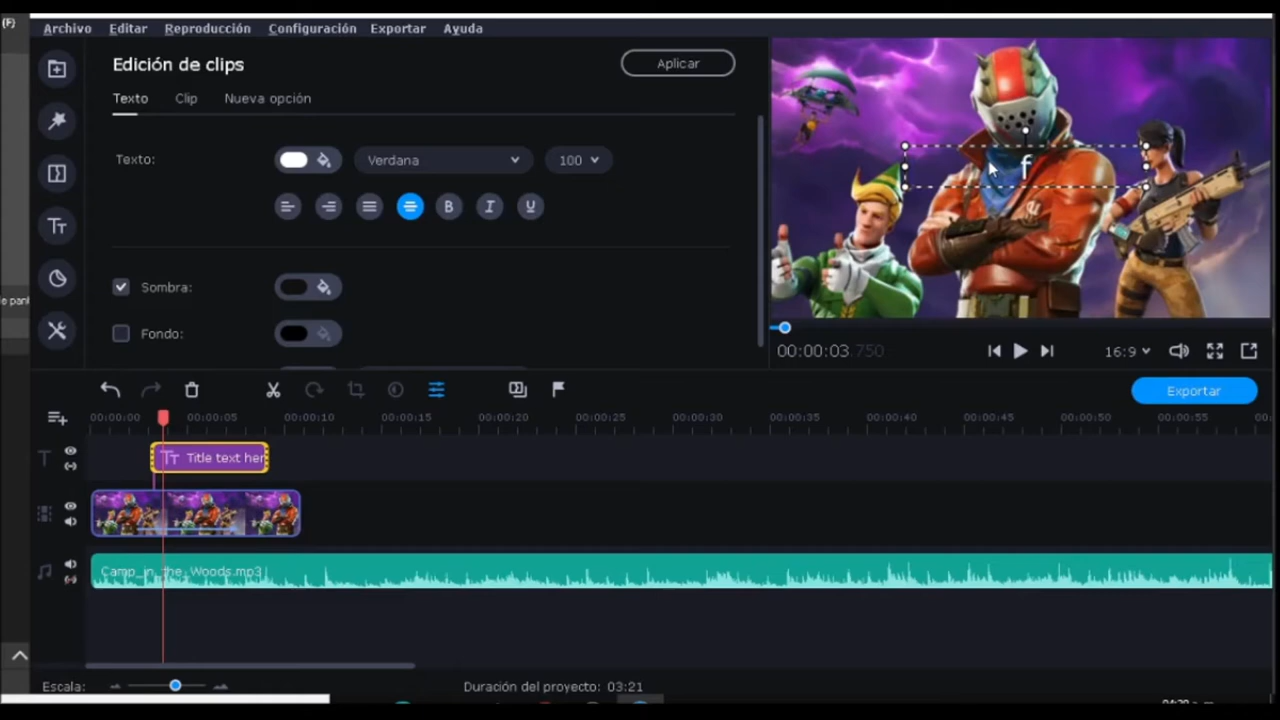 (F)
Archivo Editar Reproducción Configuración Exportar Ayuda
Edición de clips
Aplicar
Texto Clip Nueva opción
Texto: Verdana 100
B I U
Sombra:
Fondo:
f
00:00:03.750
16:9
Exportar
00:00:00 00:00:05 00:00:10 00:00:15 00:00:20 00:00:25 00:00:30 00:00:35 00:00:40 00:00:45 00:00:50 00:00:55
Tт Title text her
Camp_in_the_Woods.mp3
Escala:
Duración del proyecto: 03:21